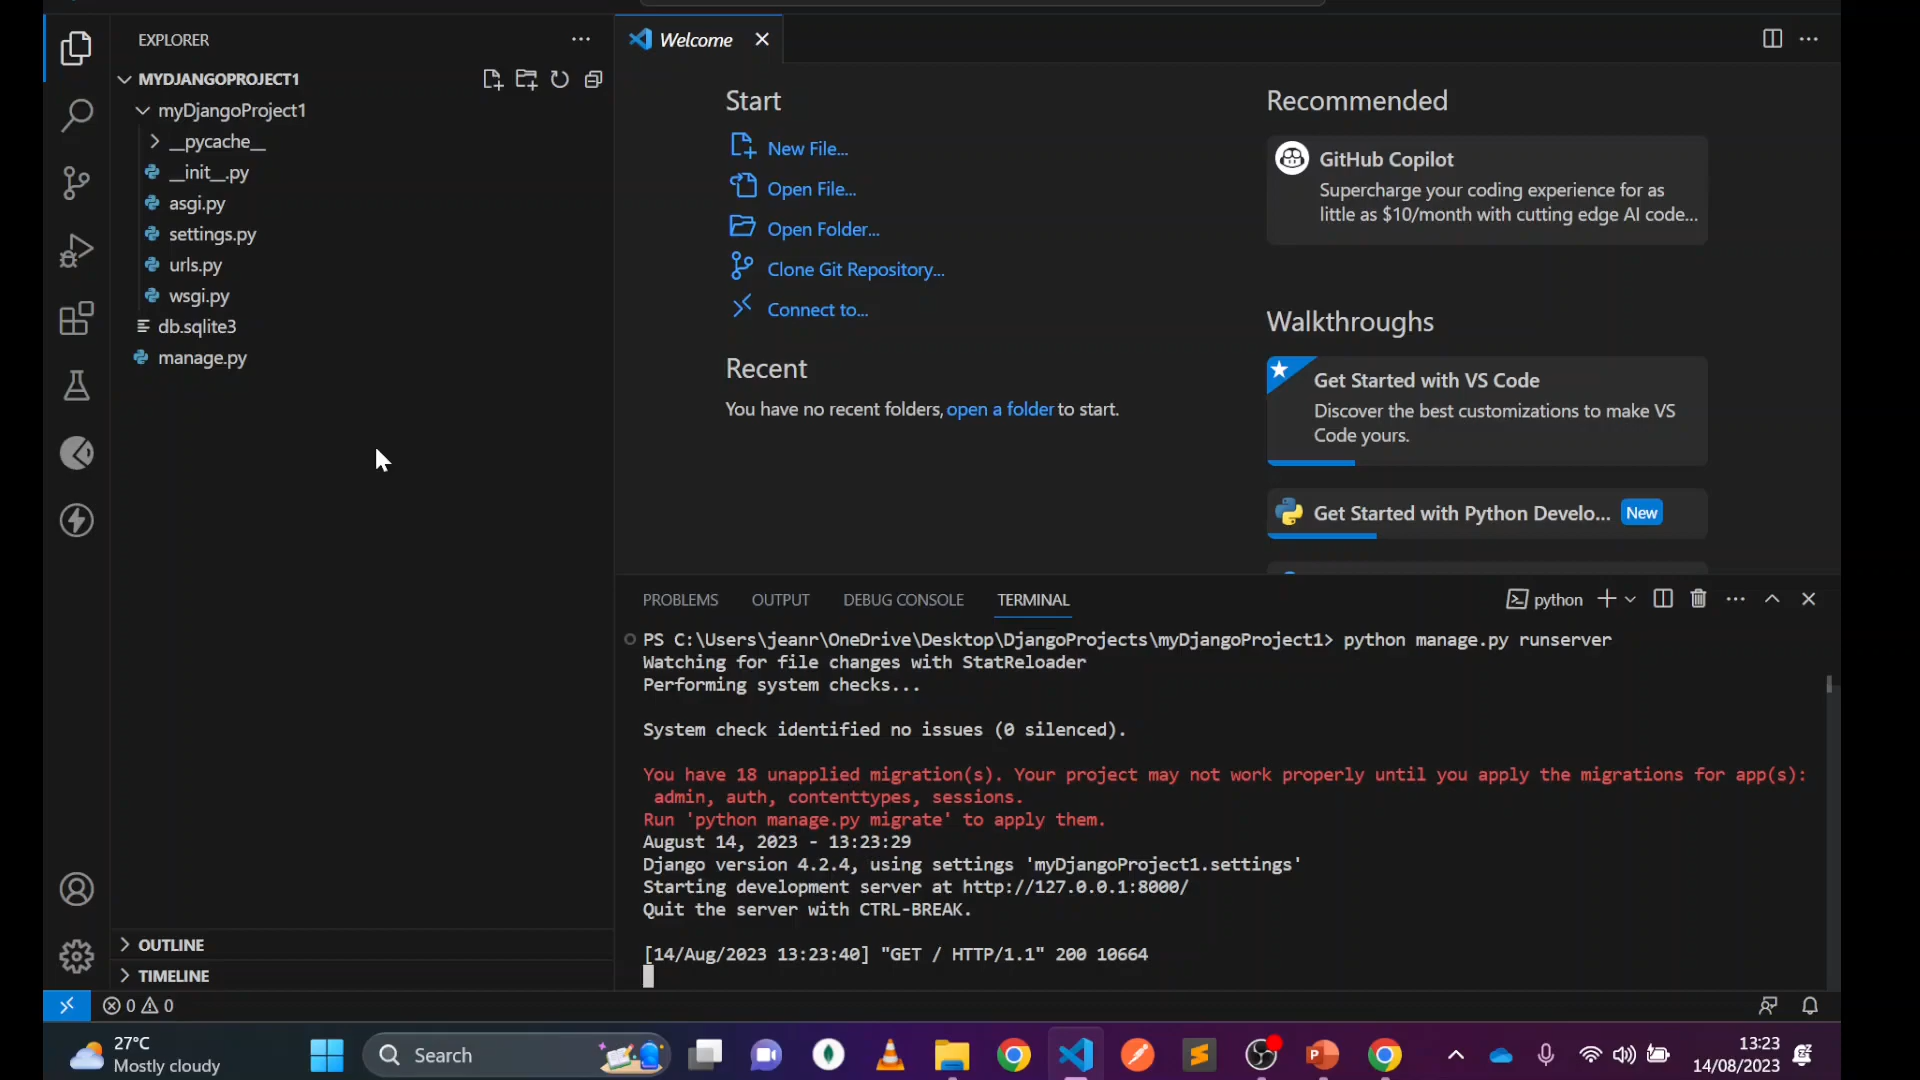 EXPLORER
MYDJANGOPROJECT1
myDjangoProject1
__pycache__
__init__.py
asgi.py
settings.py
urls.py
wsgi.py
db.sqlite3
manage.py
OUTLINE
TIMELINE
Welcome
Start
New File...
Open File...
Open Folder...
Clone Git Repository...
Connect to...
Recent
You have no recent folders, open a folder to start.
Recommended
GitHub Copilot
Supercharge your coding experience for as
little as $10/month with cutting edge AI code...
Walkthroughs
Get Started with VS Code
Discover the best customizations to make VS
Code yours.
Get Started with Python Develo... New
PROBLEMS OUTPUT DEBUG CONSOLE TERMINAL python
PS C:\Users\jeanr\OneDrive\Desktop\DjangoProjects\myDjangoProject1> python manage.py runserver
Watching for file changes with StatReloader
Performing system checks...
System check identified no issues (0 silenced).
You have 18 unapplied migration(s). Your project may not work properly until you apply the migrations for app(s):
admin, auth, contenttypes, sessions.
Run 'python manage.py migrate' to apply them.
August 14, 2023 - 13:23:29
Django version 4.2.4, using settings 'myDjangoProject1.settings'
Starting development server at http://127.0.0.1:8000/
Quit the server with CTRL-BREAK.
[14/Aug/2023 13:23:40] "GET / HTTP/1.1" 200 10664
0 0
27°C
Mostly cloudy
Search
13:23
14/08/2023